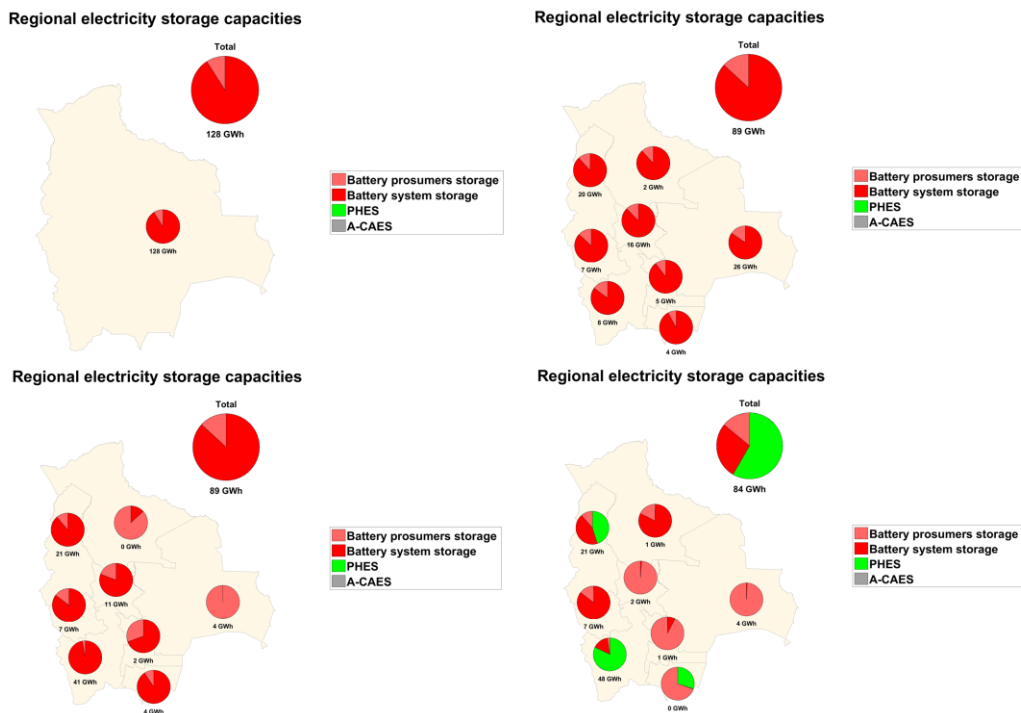 Regional electricity storage capacities
Total
128 GWh
128 GWh
Battery prosumers storage
Battery system storage
PHES
A-CAES
Regional electricity storage capacities
Total
89 GWh
20 GWh
2 GWh
16 GWh
7 GWh
26 GWh
5 GWh
8 GWh
4 GWh
Battery prosumers storage
Battery system storage
PHES
A-CAES
Regional electricity storage capacities
Total
89 GWh
21 GWh
0 GWh
11 GWh
7 GWh
4 GWh
2 GWh
41 GWh
4 GWh
Battery prosumers storage
Battery system storage
PHES
A-CAES
Regional electricity storage capacities
Total
84 GWh
21 GWh
1 GWh
2 GWh
7 GWh
4 GWh
1 GWh
48 GWh
0 GWh
Battery prosumers storage
Battery system storage
PHES
A-CAES